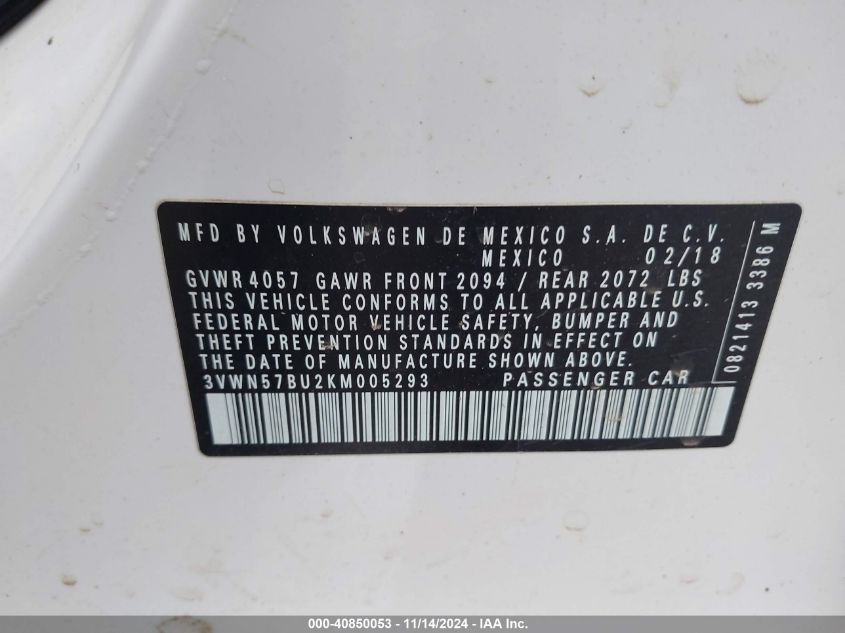 MFD BY VOLKSWAGEN DE MEXICO S.A. DE C.V.
MEXICO 02/18
GVWR 4057 GAWR FRONT 2094 / REAR 2072 LBS
THIS VEHICLE CONFORMS TO ALL APPLICABLE U.S.
FEDERAL MOTOR VEHICLE SAFETY, BUMPER AND
THEFT PREVENTION STANDARDS IN EFFECT ON
THE DATE OF MANUFACTURE SHOWN ABOVE.
3VWN57BU2KM005293 PASSENGER CAR
0821413 3386 M
000-40850053 - 11/14/2024 - IAA Inc.